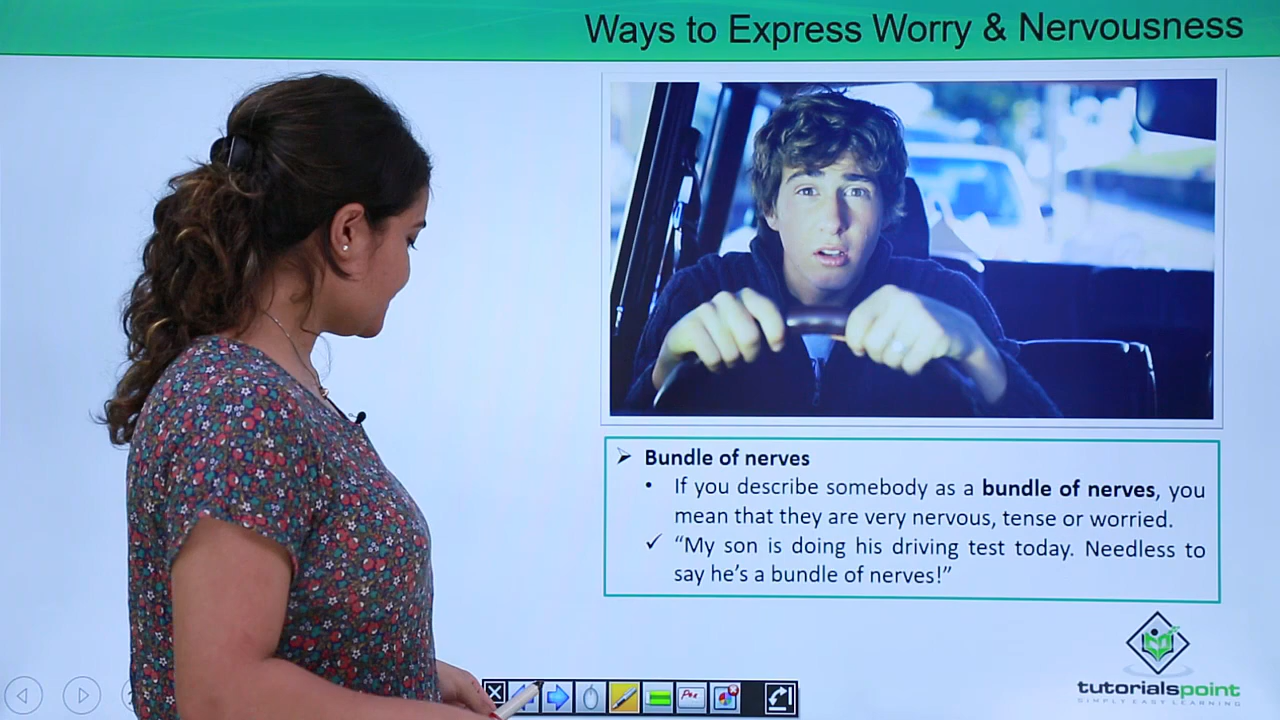 Ways to Express Worry & Nervousness
➢ Bundle of nerves
• If you describe somebody as a bundle of nerves, you
mean that they are very nervous, tense or worried.
✓ “My son is doing his driving test today. Needless to
say he’s a bundle of nerves!”
tutorialspoint
SIMPLY EASY LEARNING